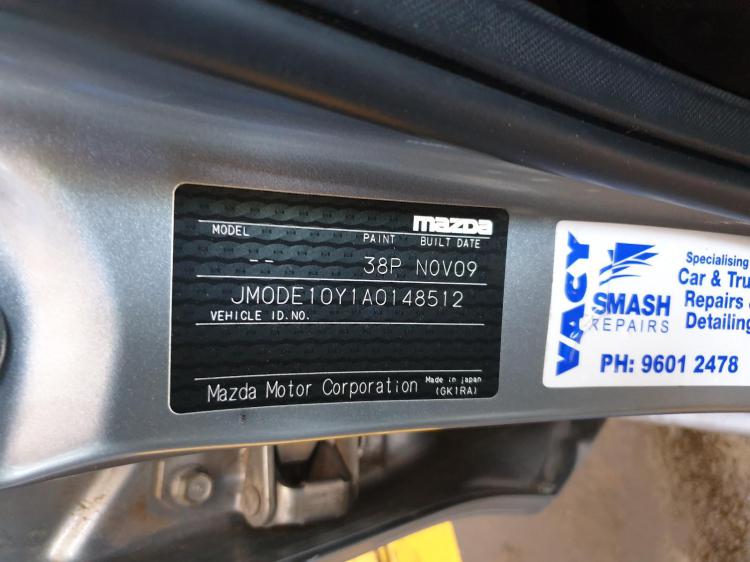 mazda
MODEL PAINT BUILT DATE
-- 38P NOV09
JM0DE10Y1A0148512
VEHICLE ID.NO.
Mazda Motor Corporation Made in japan
(GK1RA)
VACY
SMASH
REPAIRS
Specialising
Car & Tru
Repairs &
Detailing
PH: 9601 2478